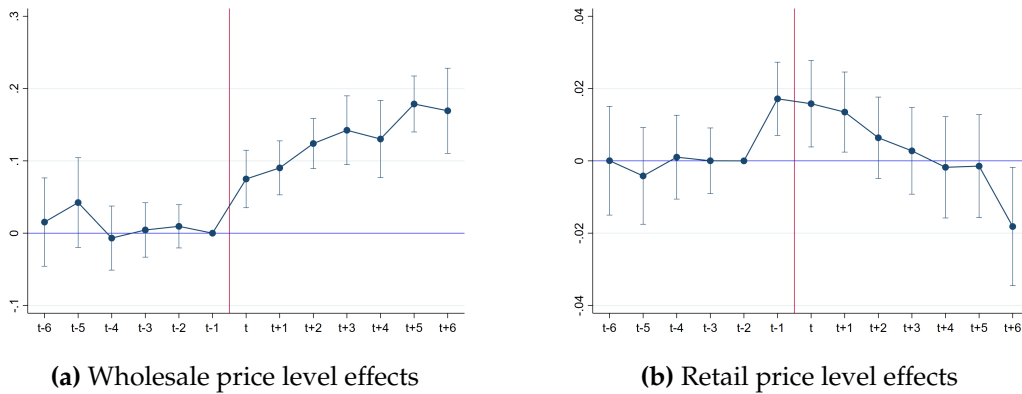 .3
.2
.1
0
-.1
t-6 t-5 t-4 t-3 t-2 t-1 t t+1 t+2 t+3 t+4 t+5 t+6
(a) Wholesale price level effects
.04
.02
0
-.02
-.04
t-6 t-5 t-4 t-3 t-2 t-1 t t+1 t+2 t+3 t+4 t+5 t+6
(b) Retail price level effects